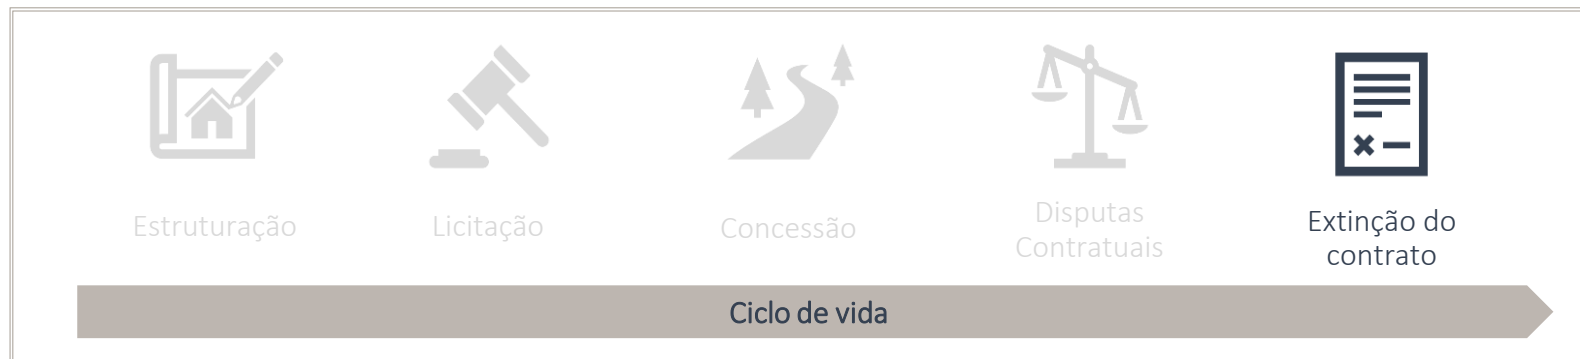 Estruturação
Licitação
Concessão
Disputas
Contratuais
Extinção do
contrato
Ciclo de vida